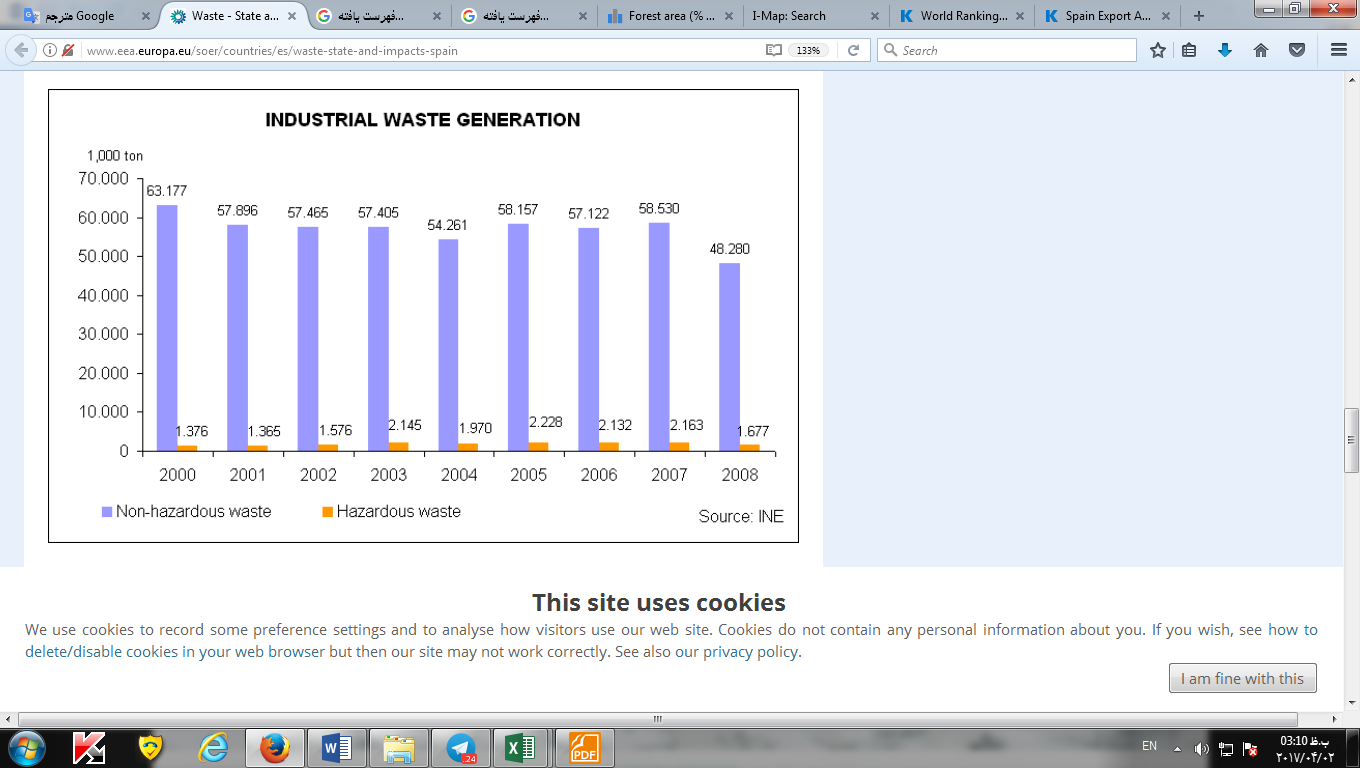 مترجم Google
Waste - State a...
فهرست یافته...
فهرست یافته...
Forest area (% ...
I-Map: Search
World Ranking...
Spain Export A...
www.eea.europa.eu/soer/countries/es/waste-state-and-impacts-spain
133%
Search
INDUSTRIAL WASTE GENERATION
1,000 ton
70.000
60.000
50.000
40.000
30.000
20.000
10.000
0
63.177
57.896
57.465
57.405
54.261
58.157
57.122
58.530
48.280
1.376
1.365
1.576
2.145
1.970
2.228
2.132
2.163
1.677
2000 2001 2002 2003 2004 2005 2006 2007 2008
Non-hazardous waste Hazardous waste
Source: INE
This site uses cookies
We use cookies to record some preference settings and to analyse how visitors use our web site. Cookies do not contain any personal information about you. If you wish, see how to
delete/disable cookies in your web browser but then our site may not work correctly. See also our privacy policy.
I am fine with this
.24
PDF
EN
03:10 ب.ظ
۲۰۱۷/۰۴/۰۲